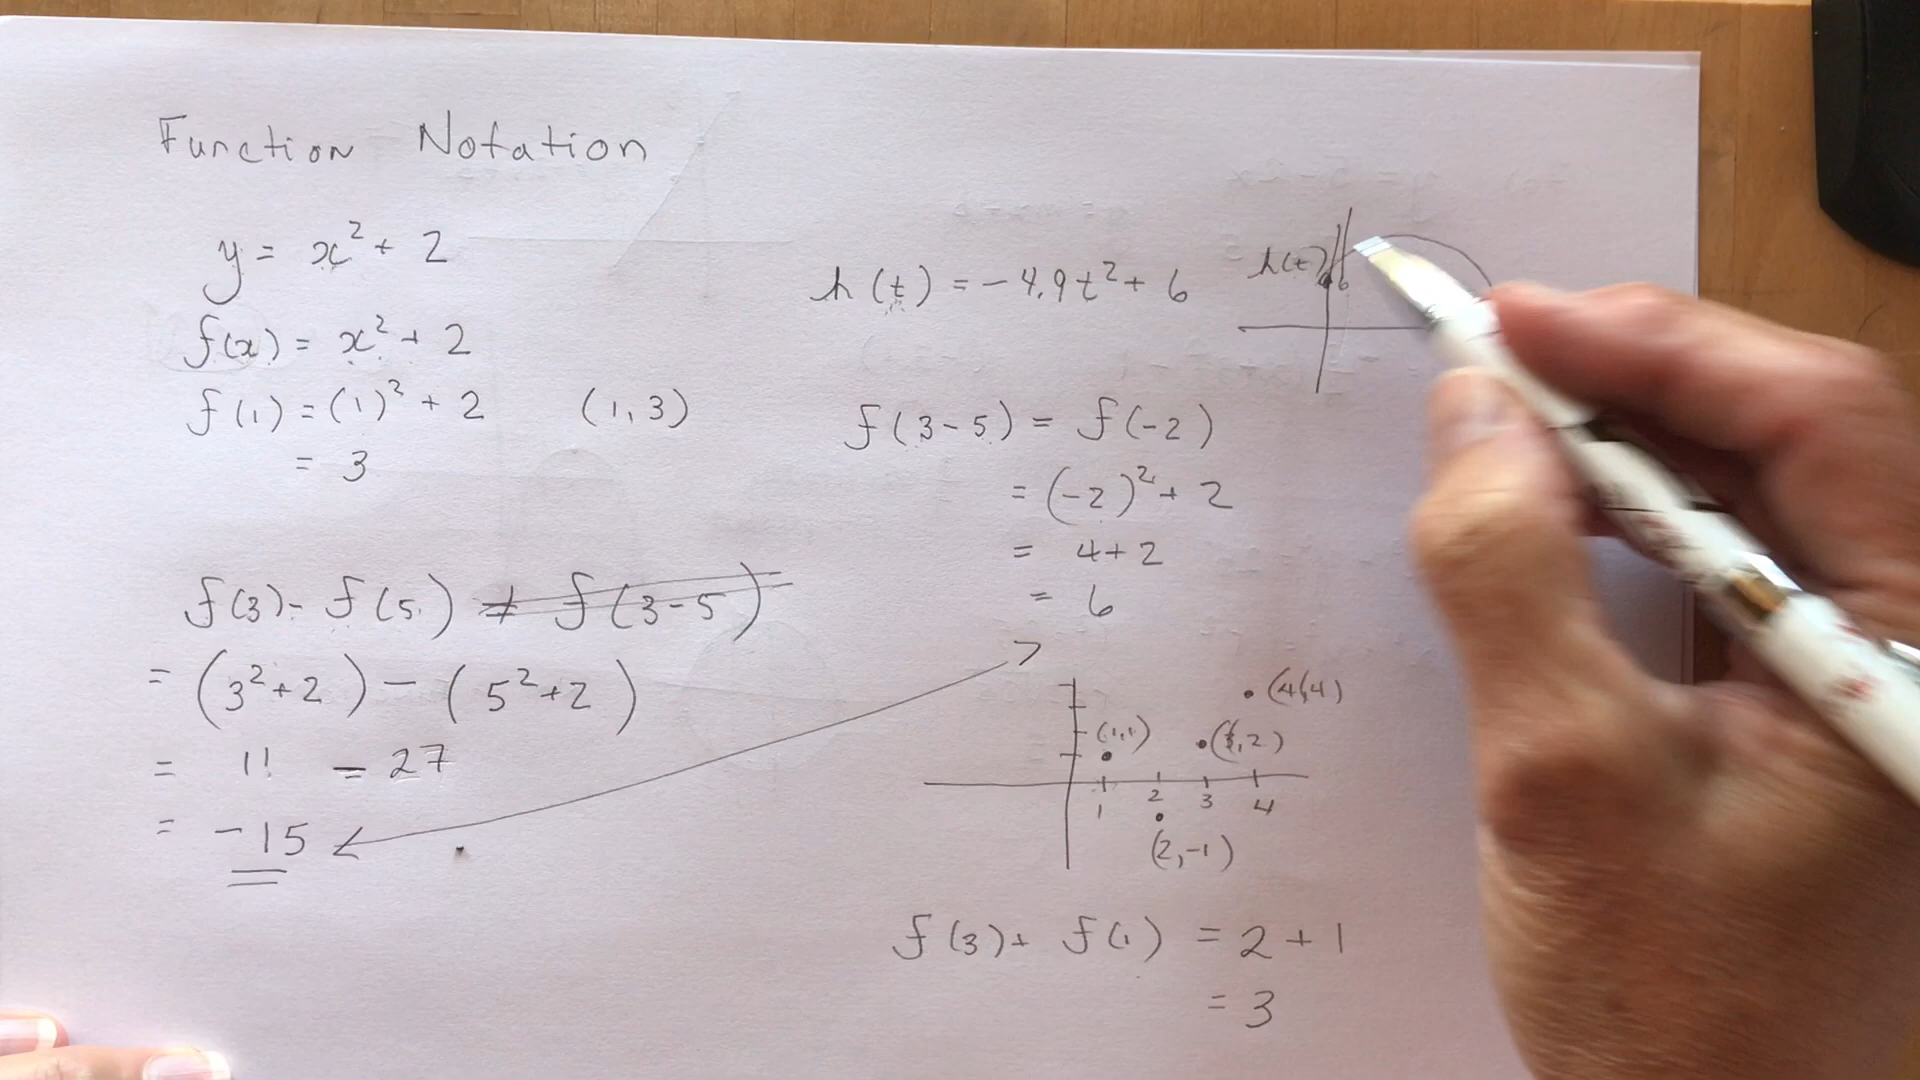 Function Notation
y = x² + 2
f(x) = x² + 2
f(1) = (1)² + 2 (1,3)
= 3
f(3) - f(5) ≠ f(3-5)
= (3²+2) - (5²+2)
= 11 - 27
= -15
h(t) = -4.9t² + 6
h(t) 6
f(3-5) = f(-2)
= (-2)² + 2
= 4+2
= 6
(4,4)
(1,1) (3,2)
1 2 3 4
(2,-1)
f(3) + f(1) = 2 + 1
= 3